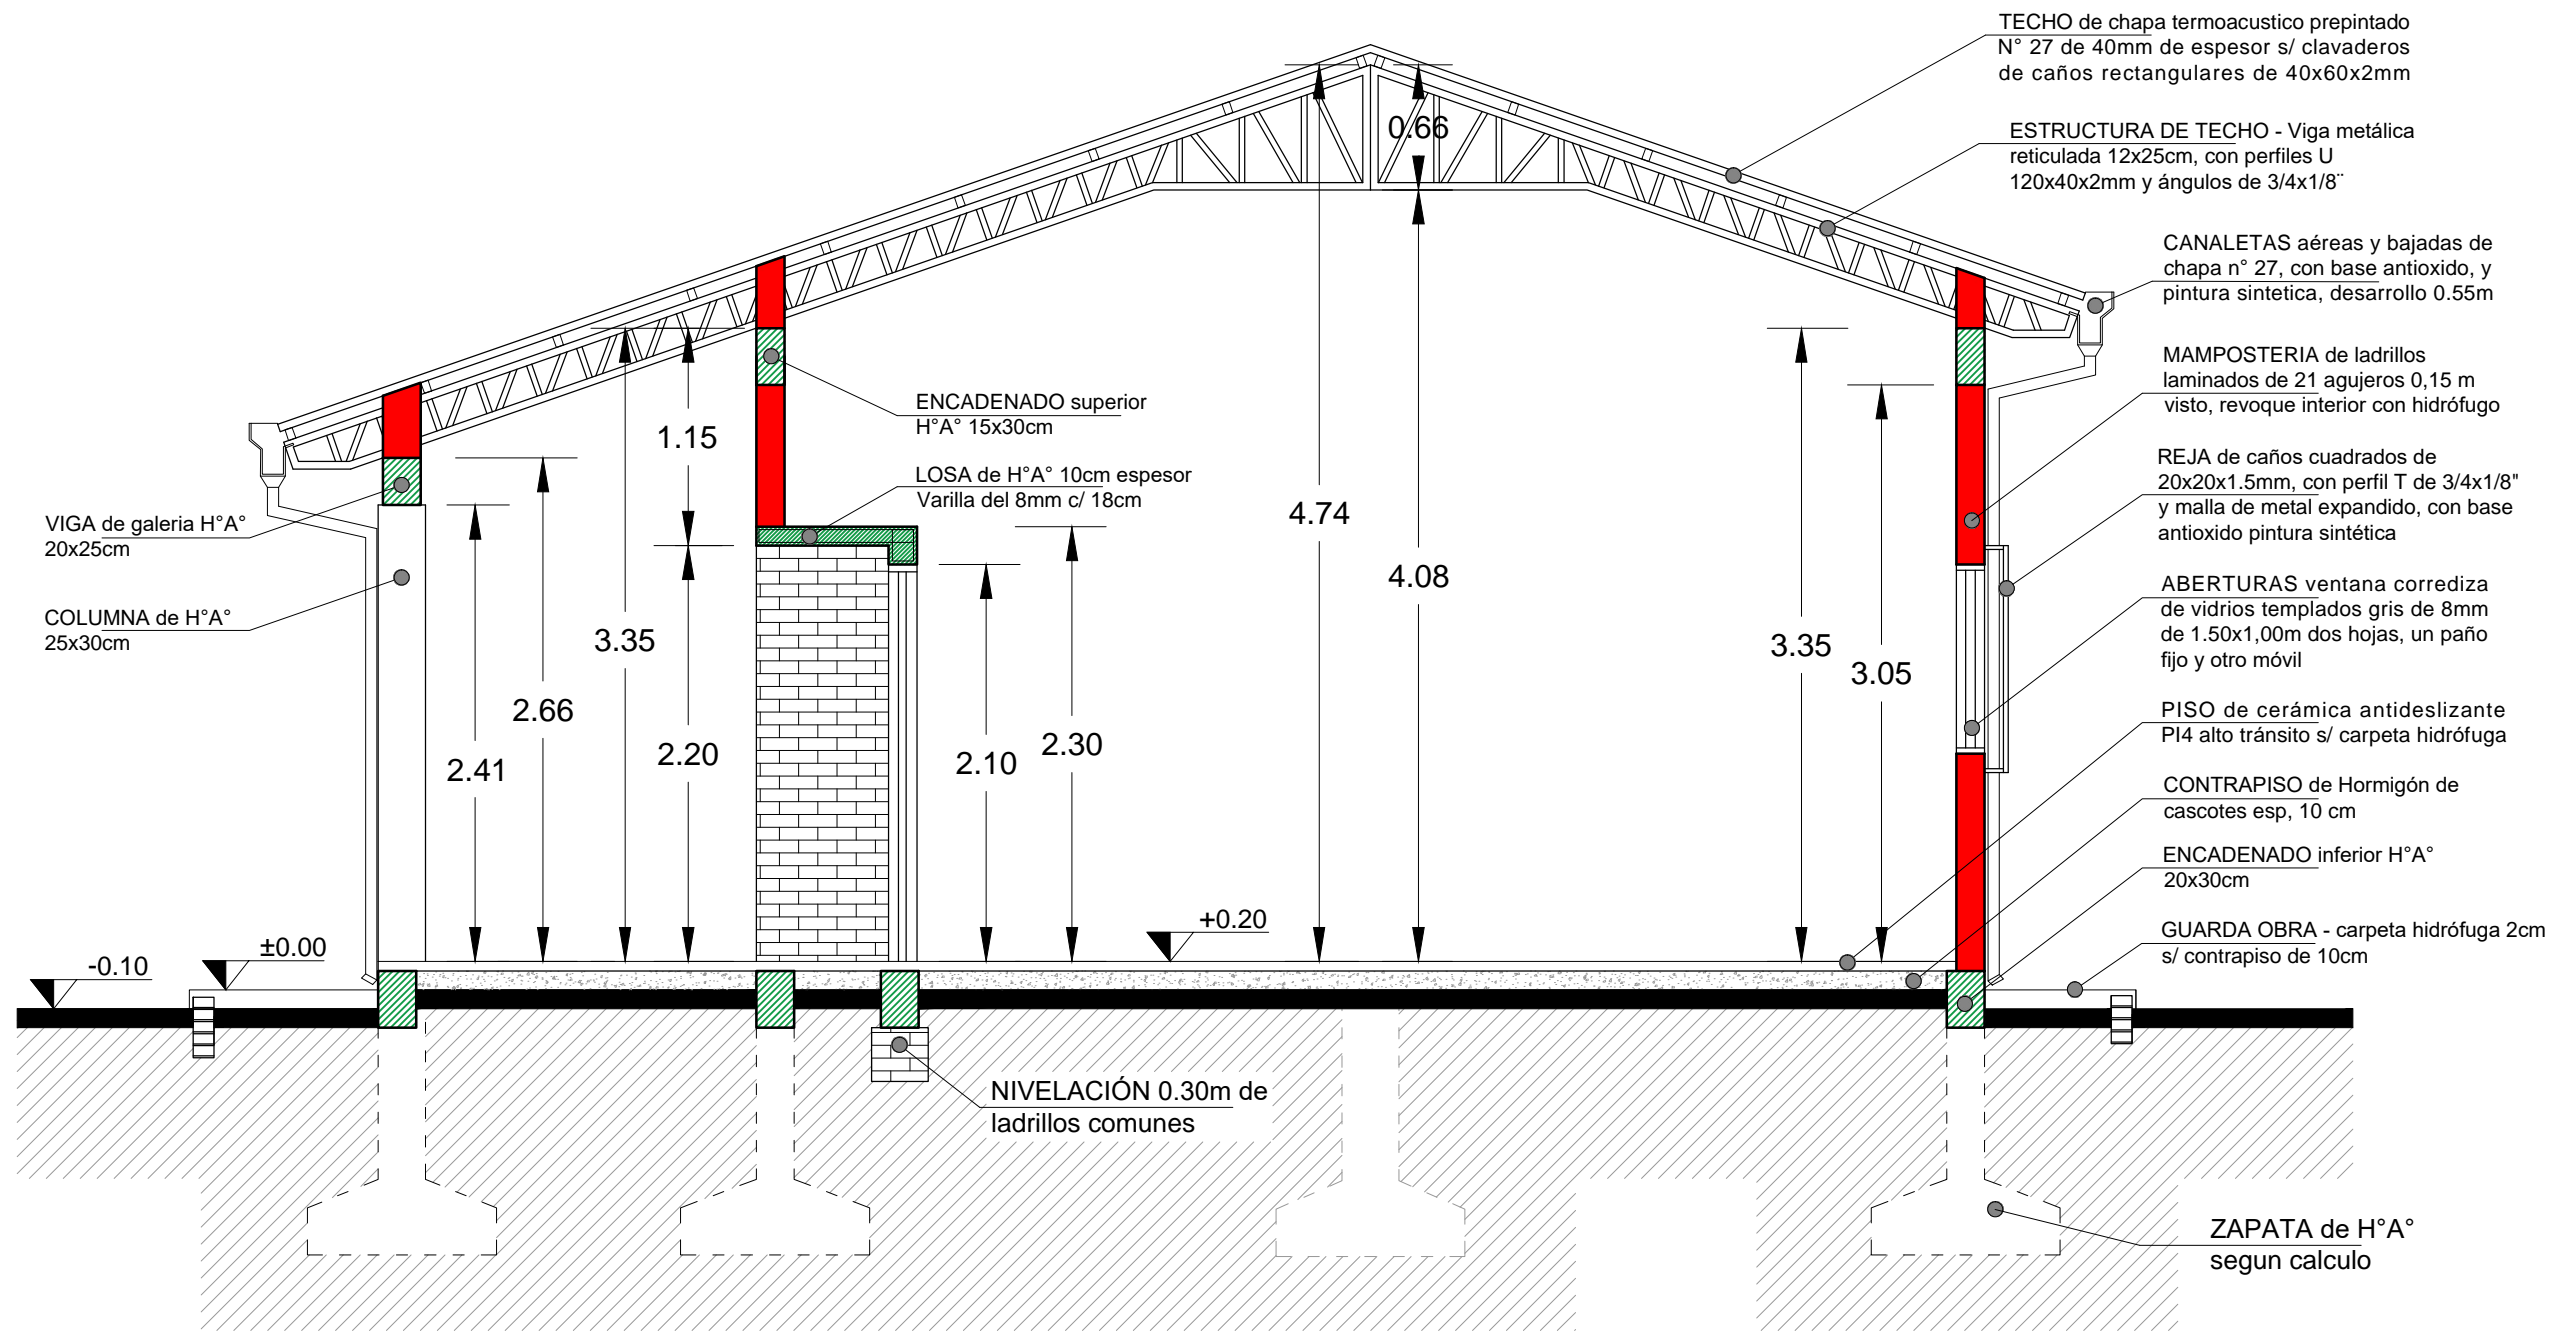 TECHO de chapa termoacustico prepintado
N° 27 de 40mm de espesor s/ clavaderos
de caños rectangulares de 40x60x2mm
ESTRUCTURA DE TECHO - Viga metálica
reticulada 12x25cm, con perfiles U
120x40x2mm y ángulos de 3/4x1/8¨
CANALETAS aéreas y bajadas de
chapa n° 27, con base antioxido, y
pintura sintetica, desarrollo 0.55m
MAMPOSTERIA de ladrillos
laminados de 21 agujeros 0,15 m
visto, revoque interior con hidrófugo
REJA de caños cuadrados de
20x20x1.5mm, con perfil T de 3/4x1/8"
y malla de metal expandido, con base
antioxido pintura sintética
ABERTURAS ventana corrediza
de vidrios templados gris de 8mm
de 1.50x1,00m dos hojas, un paño
fijo y otro móvil
PISO de cerámica antideslizante
PI4 alto tránsito s/ carpeta hidrófuga
CONTRAPISO de Hormigón de
cascotes esp, 10 cm
ENCADENADO inferior H°A°
20x30cm
GUARDA OBRA - carpeta hidrófuga 2cm
s/ contrapiso de 10cm
ZAPATA de H°A°
segun calculo
ENCADENADO superior
H°A° 15x30cm
LOSA de H°A° 10cm espesor
Varilla del 8mm c/ 18cm
VIGA de galeria H°A°
20x25cm
COLUMNA de H°A°
25x30cm
NIVELACIÓN 0.30m de
ladrillos comunes
0.66
1.15
4.74
4.08
3.35
2.66
2.41
2.20
2.10
2.30
3.35
3.05
-0.10
±0.00
+0.20